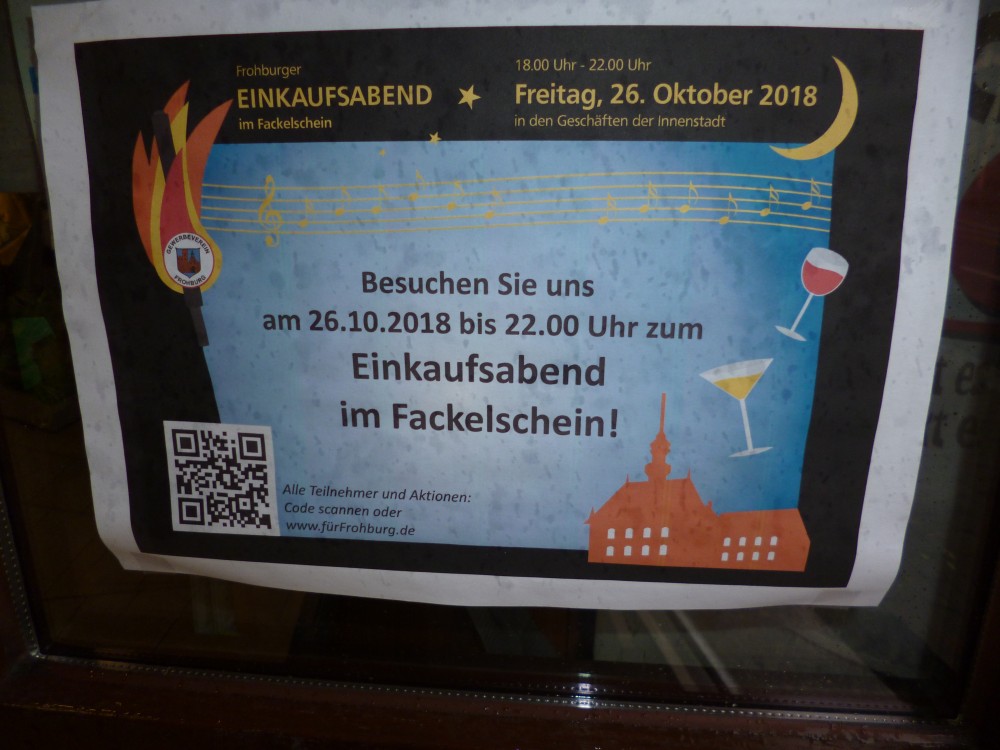 Frohburger
EINKAUFSABEND
im Fackelschein
18.00 Uhr - 22.00 Uhr
Freitag, 26. Oktober 2018
in den Geschäften der Innenstadt
GEWERBEVEREIN
FROHBURG
Besuchen Sie uns
am 26.10.2018 bis 22.00 Uhr zum
Einkaufsabend
im Fackelschein!
Alle Teilnehmer und Aktionen:
Code scannen oder
www.fürFrohburg.de